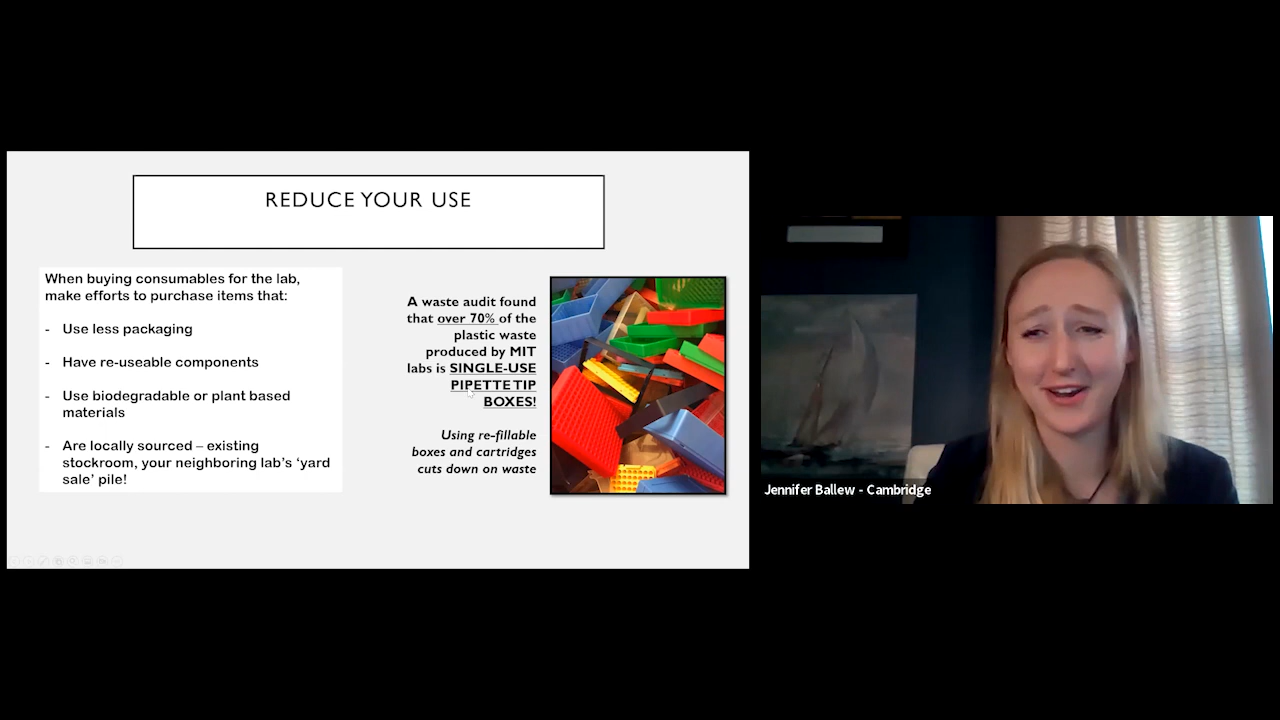 REDUCE YOUR USE
When buying consumables for the lab,
make efforts to purchase items that:
- Use less packaging
- Have re-useable components
- Use biodegradable or plant based
materials
- Are locally sourced – existing
stockroom, your neighboring lab's 'yard
sale' pile!
A waste audit found
that over 70% of the
plastic waste
produced by MIT
labs is SINGLE-USE
PIPETTE TIP
BOXES!
Using re-fillable
boxes and cartridges
cuts down on waste
Jennifer Ballew - Cambridge